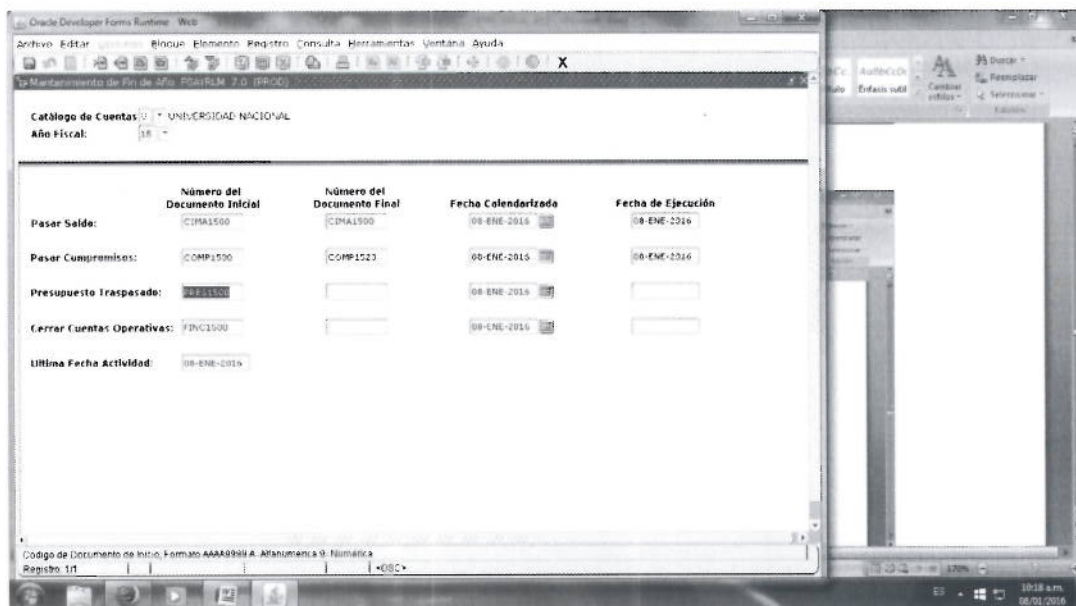 Oracle Developer Forms Runtime - Web
Archivo Editar Bloque Elemento Registro Consulta Herramientas Ventana Ayuda
X
Mantenimiento de Fin de Año 7.0 (PROD)
Catálogo de Cuentas UNIVERSIDAD NACIONAL
Año Fiscal:
Número del Documento Inicial
Número del Documento Final
Fecha Calendarizada
Fecha de Ejecución
Pasar Saldo: CIMA1500 CIMA1500 08-ENE-2016 08-ENE-2016
Pasar Compromisos: COMP1500 COMP1523 08-ENE-2016 08-ENE-2016
Presupuesto Traspasado: PRES1500 08-ENE-2016
Cerrar Cuentas Operativas: FINC1500 08-ENE-2016
Ultima Fecha Actividad: 08-ENE-2016
Codigo de Documento de Inicio, Formato AAAA9999 A. Alfanumerica 9. Numerica
Registro: 1/1 <OSC>
Énfasis sutil
Cambiar estilos
Buscar
Reemplazar
Seleccionar
170%
ES
10:18 a.m.
08/01/2016